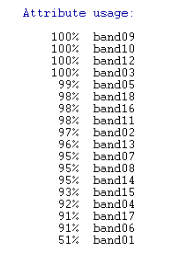 Attribute usage:
100% band09
100% band10
100% band12
100% band03
99% band05
98% band18
98% band16
98% band11
97% band02
96% band13
95% band07
95% band08
95% band14
93% band15
92% band04
91% band17
91% band06
51% band01